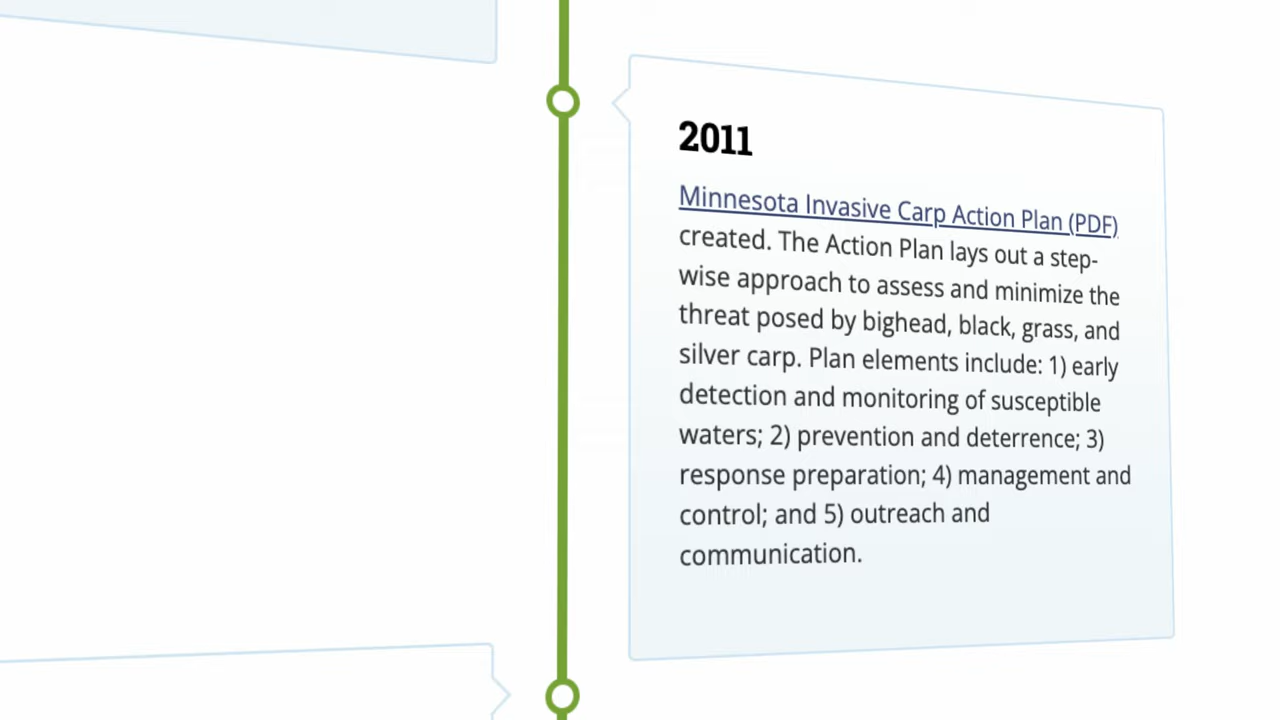 2011
Minnesota Invasive Carp Action Plan (PDF)
created. The Action Plan lays out a step-
wise approach to assess and minimize the
threat posed by bighead, black, grass, and
silver carp. Plan elements include: 1) early
detection and monitoring of susceptible
waters; 2) prevention and deterrence; 3)
response preparation; 4) management and
control; and 5) outreach and
communication.